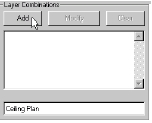 Layer Combinations
Add Modify Clear
Ceiling Plan